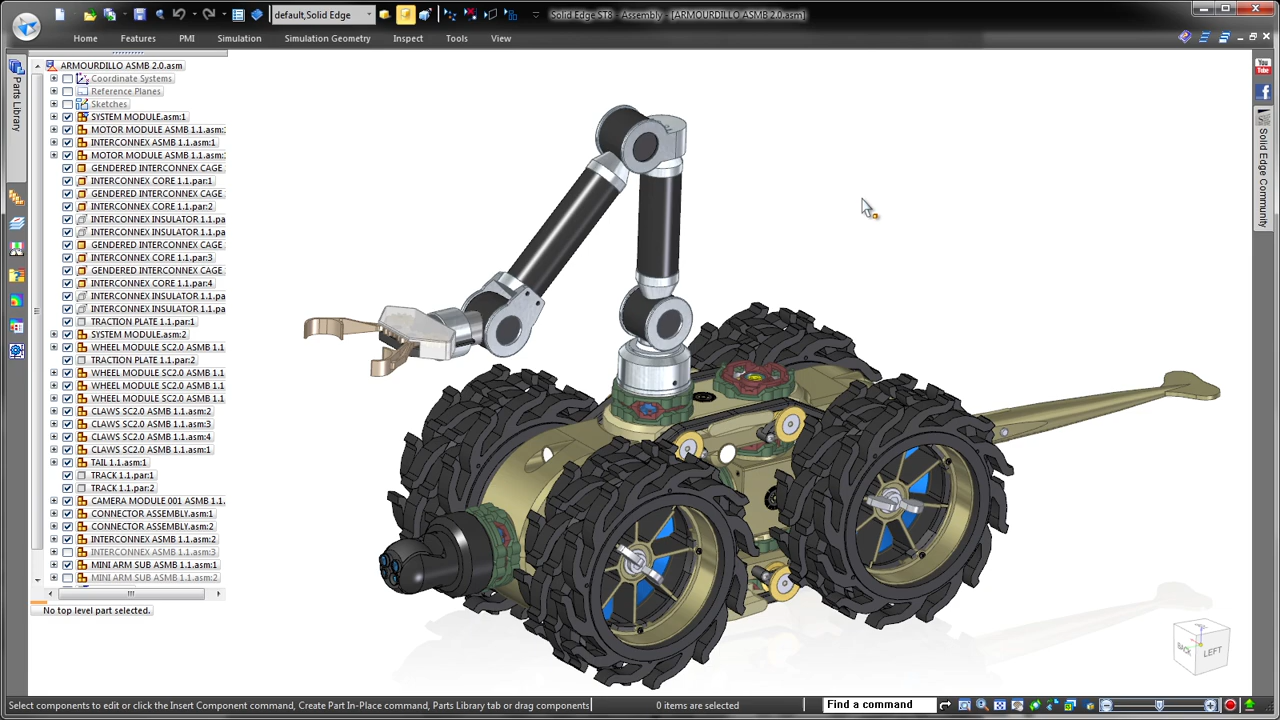 default,Solid Edge
Solid Edge ST8 - Assembly - [ARMOURDILLO ASMB 2.0.asm]
Home Features PMI Simulation Simulation Geometry Inspect Tools View
Parts Library
ARMOURDILLO ASMB 2.0.asm
Coordinate Systems
Reference Planes
Sketches
SYSTEM MODULE.asm:1
MOTOR MODULE ASMB 1.1.asm:
INTERCONNEX ASMB 1.1.asm:1
MOTOR MODULE ASMB 1.1.asm:
GENDERED INTERCONNEX CAGE
INTERCONNEX CORE 1.1.par:1
GENDERED INTERCONNEX CAGE
INTERCONNEX CORE 1.1.par:2
INTERCONNEX INSULATOR 1.1.pa
INTERCONNEX INSULATOR 1.1.pa
GENDERED INTERCONNEX CAGE
INTERCONNEX CORE 1.1.par:3
GENDERED INTERCONNEX CAGE
INTERCONNEX CORE 1.1.par:4
INTERCONNEX INSULATOR 1.1.pa
INTERCONNEX INSULATOR 1.1.pa
TRACTION PLATE 1.1.par:1
SYSTEM MODULE.asm:2
WHEEL MODULE SC2.0 ASMB 1.1
TRACTION PLATE 1.1.par:2
WHEEL MODULE SC2.0 ASMB 1.1
WHEEL MODULE SC2.0 ASMB 1.1
WHEEL MODULE SC2.0 ASMB 1.1
CLAWS SC2.0 ASMB 1.1.asm:2
CLAWS SC2.0 ASMB 1.1.asm:3
CLAWS SC2.0 ASMB 1.1.asm:4
CLAWS SC2.0 ASMB 1.1.asm:1
TAIL 1.1.asm:1
TRACK 1.1.par:1
TRACK 1.1.par:2
CAMERA MODULE 001 ASMB 1.1.
CONNECTOR ASSEMBLY.asm:1
CONNECTOR ASSEMBLY.asm:2
INTERCONNEX ASMB 1.1.asm:2
INTERCONNEX ASMB 1.1.asm:3
MINI ARM SUB ASMB 1.1.asm:1
MINI ARM SUB ASMB 1.1.asm:2
No top level part selected.
You Tube
Solid Edge Community
BACK LEFT
Select components to edit or click the Insert Component command, Create Part In-Place command, Parts Library tab or drag components
0 items are selected
Find a command